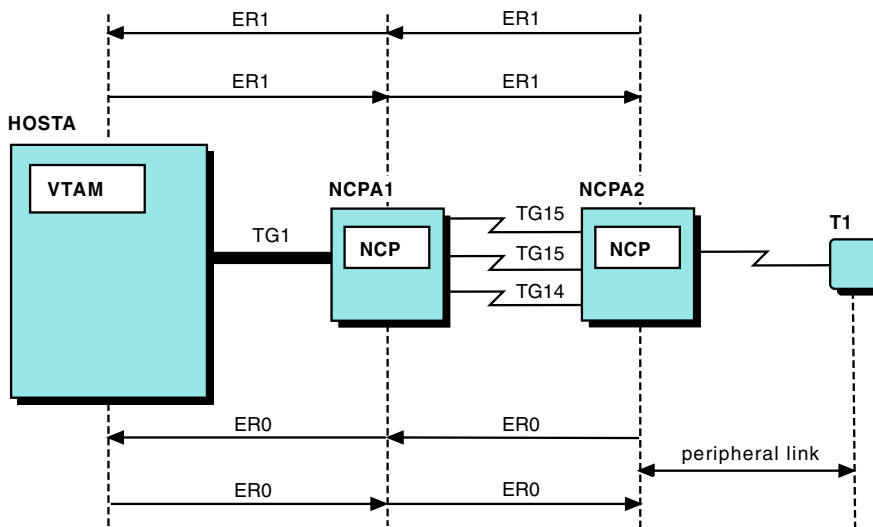 ER1 ER1
ER1 ER1
HOSTA
VTAM
NCPA1
NCPA2
T1
TG1
NCP
TG15
TG15
TG14
NCP
ER0 ER0
peripheral link
ER0 ER0